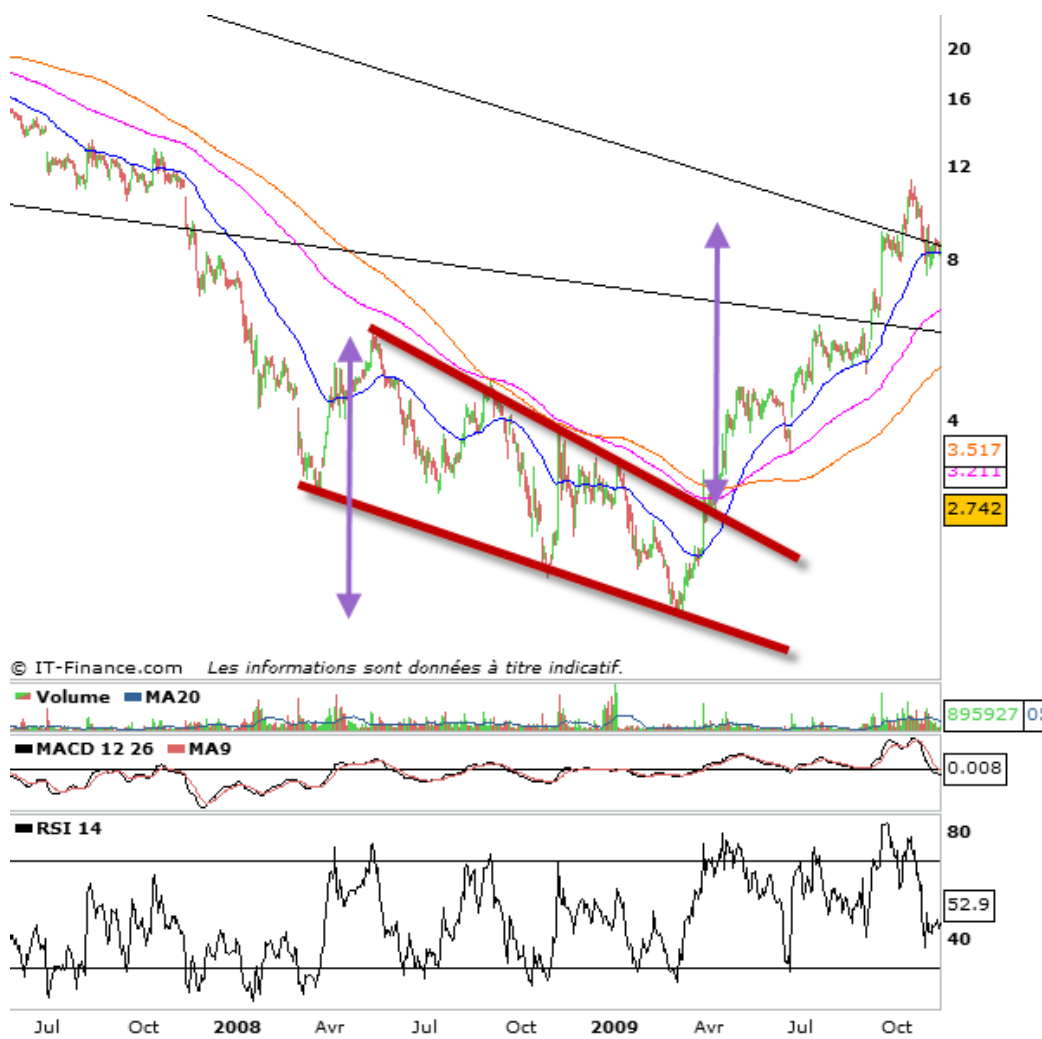 20
16
12
8
4
3.517
3.211
2.742
© IT-Finance.com Les informations sont données à titre indicatif.
Volume MA20
895927 05
MACD 12 26 MA9
0.008
RSI 14
80
52.9
40
Jul Oct 2008 Avr Jul Oct 2009 Avr Jul Oct